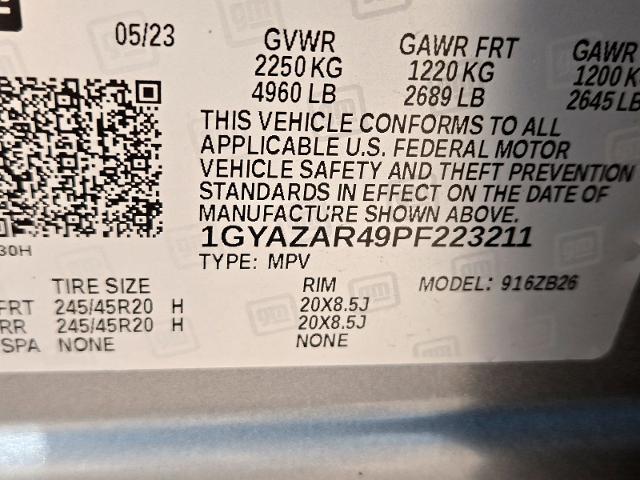 05/23
GVWR GAWR FRT GAWR
2250 KG 1220 KG 1200 K
4960 LB 2689 LB 2645 LB
THIS VEHICLE CONFORMS TO ALL
APPLICABLE U.S. FEDERAL MOTOR
VEHICLE SAFETY AND THEFT PREVENTION
STANDARDS IN EFFECT ON THE DATE OF
MANUFACTURE SHOWN ABOVE.
1GYAZAR49PF223211
30H
TYPE: MPV
TIRE SIZE RIM MODEL: 916ZB26
FRT 245/45R20 H 20X8.5J
RR 245/45R20 H 20X8.5J
SPA NONE NONE